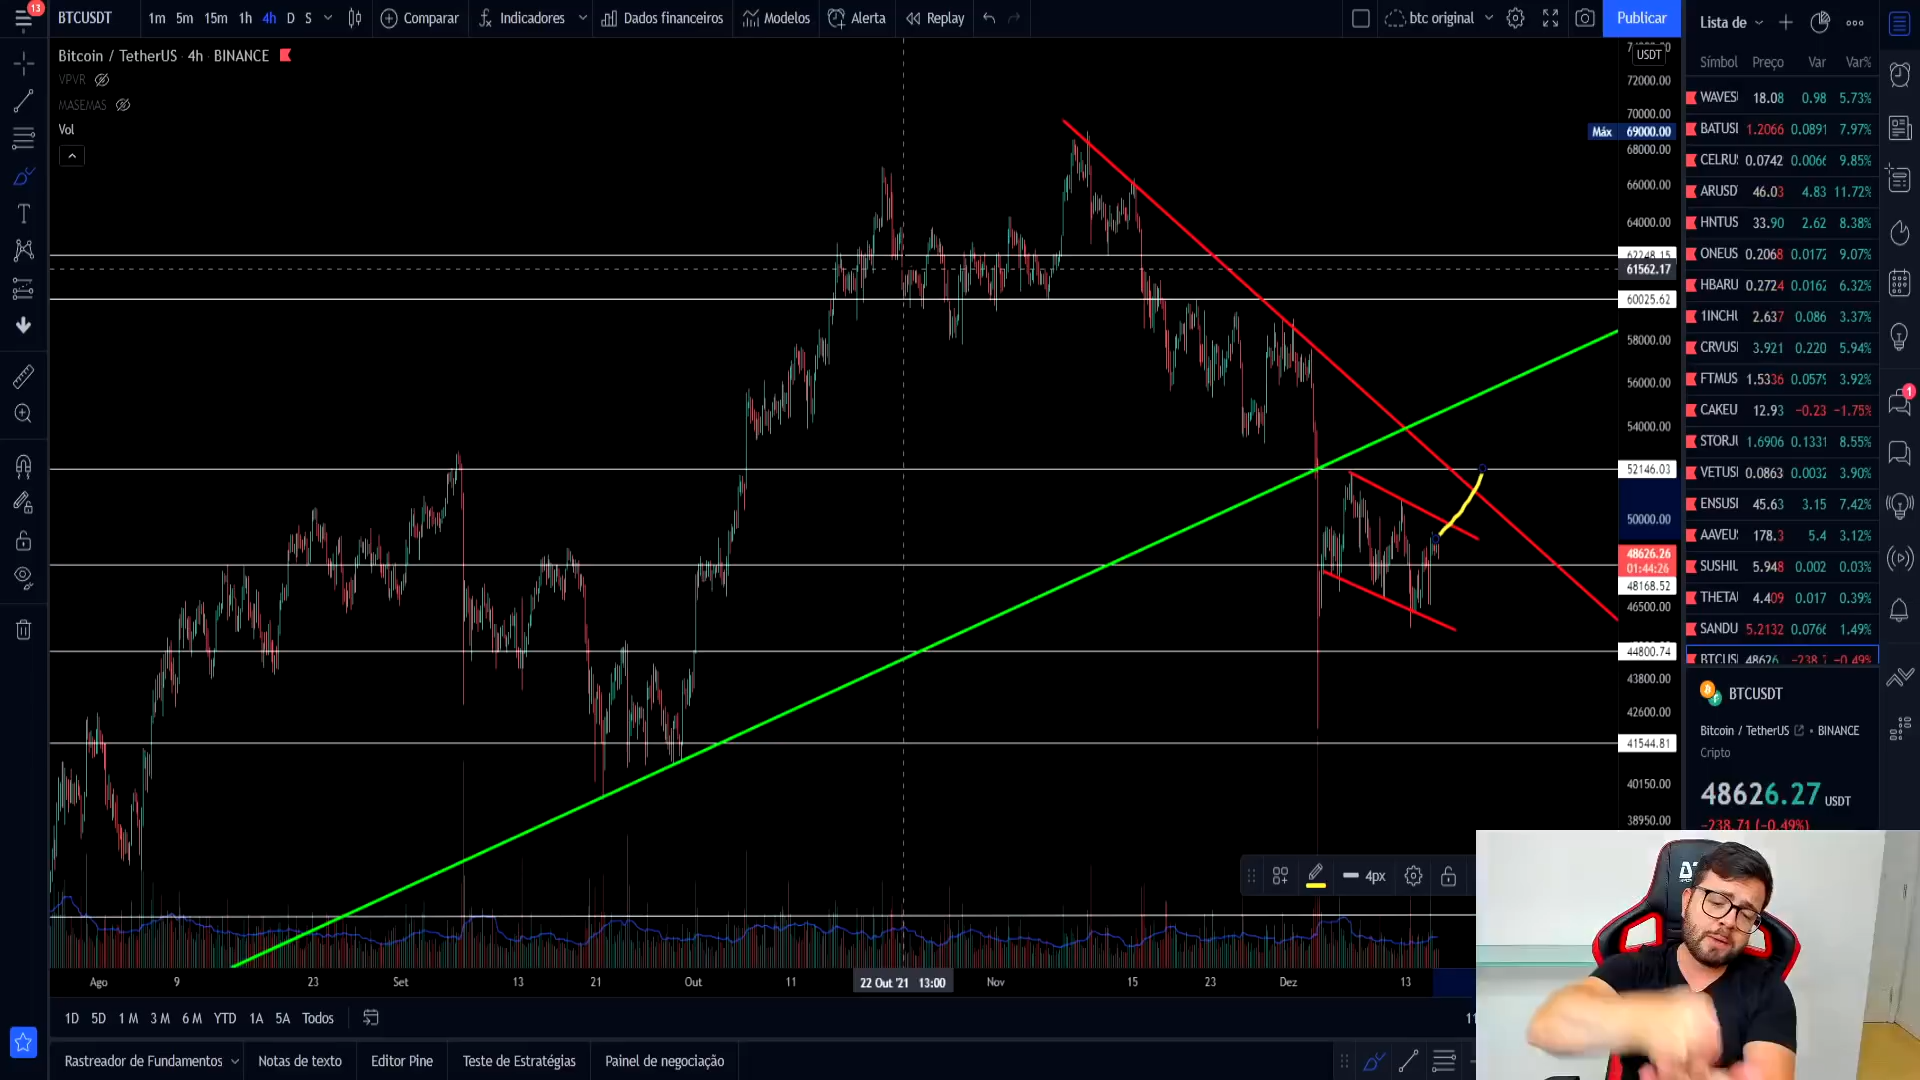 13
BTCUSDT
1m 5m 15m 1h 4h D S
Comparar
Indicadores
Dados financeiros
Modelos
Alerta
Replay
btc original
Publicar
Lista de
Bitcoin / TetherUS 4h BINANCE
VPVR
MASEMAS
Vol
USDT
72000.00
70000.00
Máx 69000.00
68000.00
66000.00
64000.00
62248.15
61562.17
60025.62
58000.00
56000.00
54000.00
52146.03
50000.00
48626.26
01:44:26
48168.52
46500.00
44800.74
43800.00
42600.00
41544.81
40150.00
38950.00
Símbol Preço Var Var%
WAVES 18.08 0.98 5.73%
BATUS 1.2066 0.0891 7.97%
CELRU 0.0742 0.006 9.85%
ARUSD 46.03 4.83 11.72%
HNTUS 33.90 2.62 8.38%
ONEUS 0.2068 0.0172 9.07%
HBARU 0.2724 0.0162 6.32%
1INCH 2.637 0.086 3.37%
CRVUS 3.921 0.220 5.94%
FTMUS 1.5336 0.0579 3.92%
CAKEU 12.93 −0.23 −1.75%
STORJ 1.6906 0.1331 8.55%
VETUS 0.0863 0.0032 3.90%
ENSUS 45.63 3.15 7.42%
AAVEU 178.3 5.4 3.12%
SUSHI 5.948 0.002 0.03%
THETA 4.409 0.017 0.39%
SANDU 5.2132 0.0766 1.49%
BTCUS 48626 −238.7 −0.49%
1
BTCUSDT
Bitcoin / TetherUS • BINANCE
Cripto
48626.27 USDT
−238.71 (−0.49%)
4px
Ago 9 23 Set 13 21 Out 11 22 Out '21 13:00 Nov 15 23 Dez 13
1D 5D 1M 3M 6M YTD 1A 5A Todos
11
Rastreador de Fundamentos
Notas de texto
Editor Pine
Teste de Estratégias
Painel de negociação